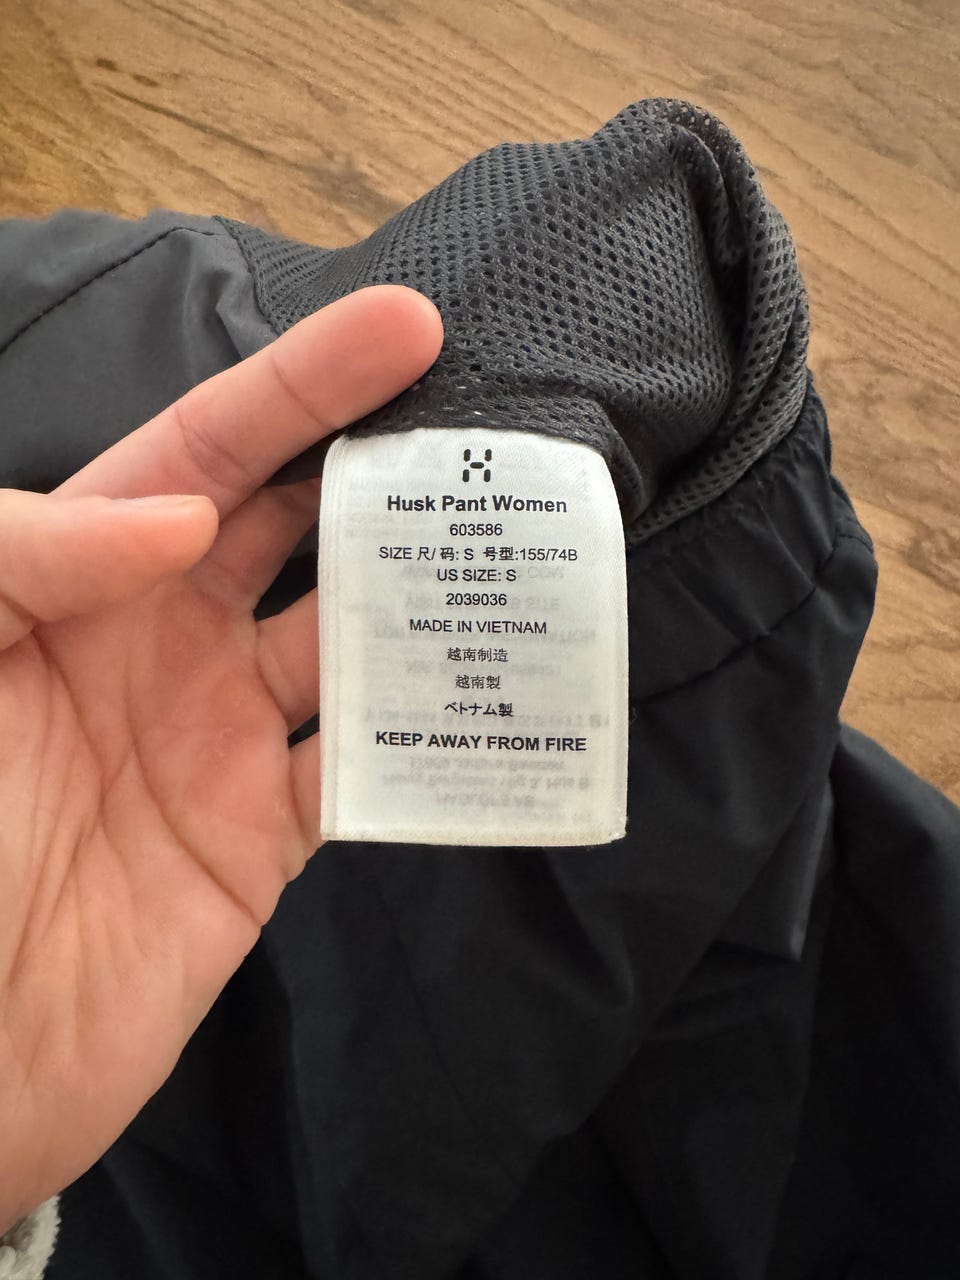 Husk Pant Women
603586
SIZE 尺/ 码: S 号型:155/74B
US SIZE: S
2039036
MADE IN VIETNAM
越南制造
越南製
ベトナム製
KEEP AWAY FROM FIRE